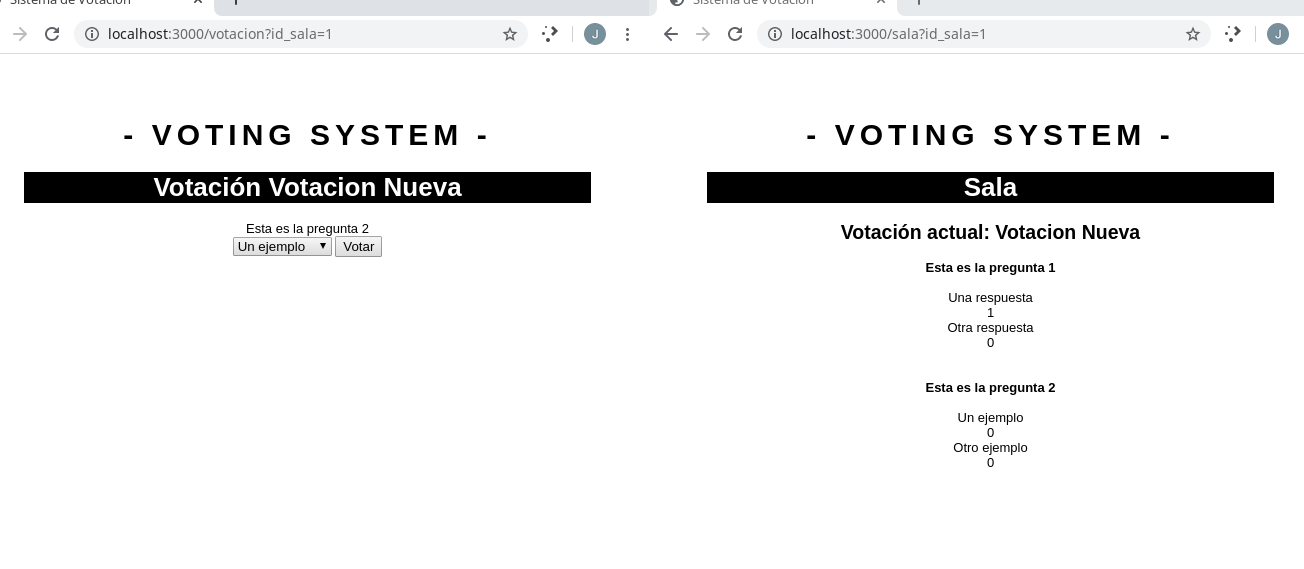 Sistema de Votación
localhost:3000/votacion?id_sala=1
J
- VOTING SYSTEM -
Votación Votacion Nueva
Esta es la pregunta 2
Un ejemplo
Votar
Sistema de Votación
localhost:3000/sala?id_sala=1
J
- VOTING SYSTEM -
Sala
Votación actual: Votacion Nueva
Esta es la pregunta 1
Una respuesta
1
Otra respuesta
0
Esta es la pregunta 2
Un ejemplo
0
Otro ejemplo
0